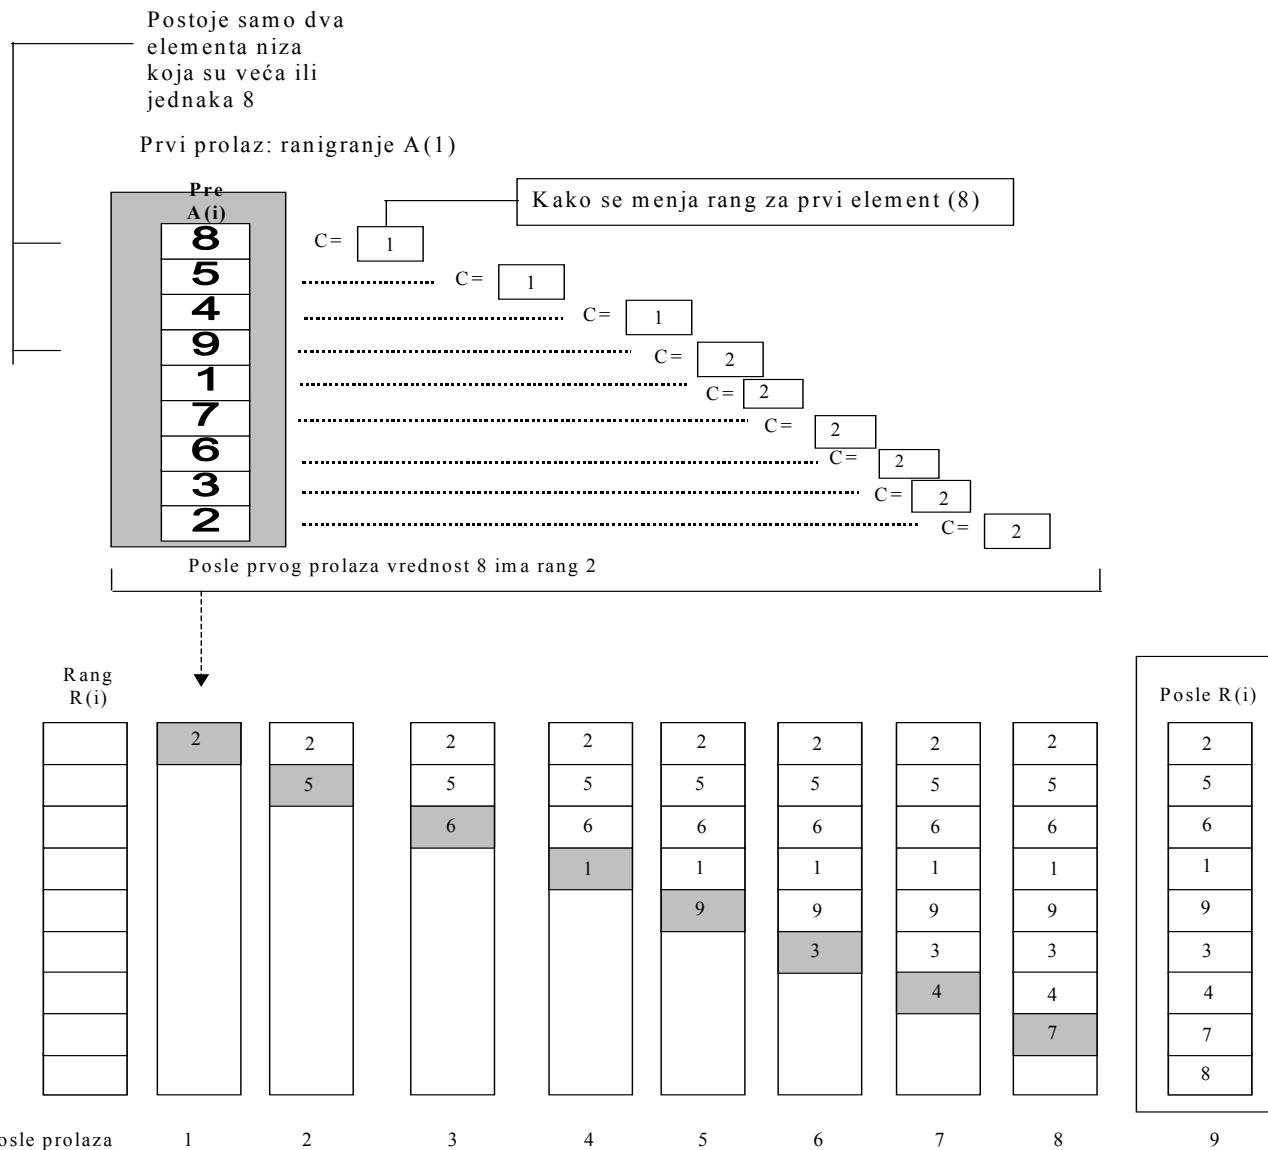 Postoje samo dva
elementa niza
koja su veća ili
jednaka 8
Prvi prolaz: ranigranje A(1)
Pre
A(i)
Kako se menja rang za prvi element (8)
8 C= 1
5 C= 1
4 C= 1
9 C= 2
1 C= 2
7 C= 2
6 C= 2
3 C= 2
2 C= 2
Posle prvog prolaza vrednost 8 ima rang 2
Rang
R(i)
Posle R(i)
2 2 2 2 2 2 2 2 2
5 5 5 5 5 5 5 5
6 6 6 6 6 6 6
1 1 1 1 1 1
9 9 9 9 9
3 3 3 3
4 4 4
7 7
8
osle prolaza 1 2 3 4 5 6 7 8 9